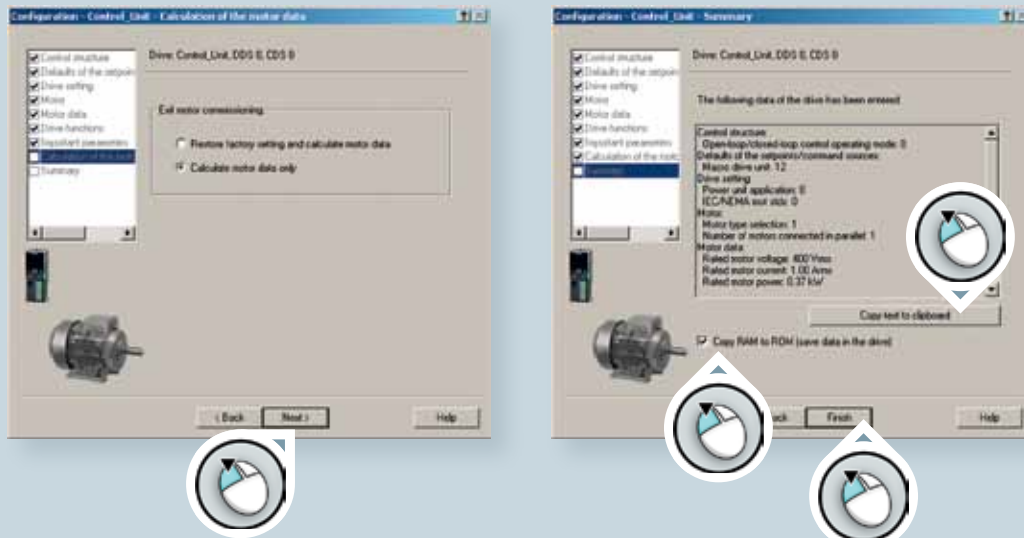 Configuration - Control_Unit - Calculation of the motor data
Control structure
Defaults of the setpoin
Drive setting
Motor
Motor data
Drive functions
Important parameters
Calculation of the
Summary
Drive: Control_Unit, DDS 0, CDS 0
Exit motor commissioning
Restore factory setting and calculate motor data
Calculate motor data only
< Back
Next >
Help
Configuration - Control_Unit - Summary
Control structure
Defaults of the setpoin
Drive setting
Motor
Motor data
Drive functions
Important parameters
Calculation of the moto
Summary
Drive: Control_Unit, DDS 0, CDS 0
The following data of the drive has been entered:
Control structure:
Open-loop/closed-loop control operating mode: 0
Defaults of the setpoints/command sources:
Macro drive unit: 12
Drive setting:
Power unit application: 0
IEC/NEMA mot stds: 0
Motor:
Motor type selection: 1
Number of motors connected in parallel: 1
Motor data:
Rated motor voltage: 400 Vrms
Rated motor current: 1.00 Arms
Rated motor power: 0.37 kW
Copy text to clipboard
Copy RAM to ROM (save data in the drive)
ack
Finish
Help